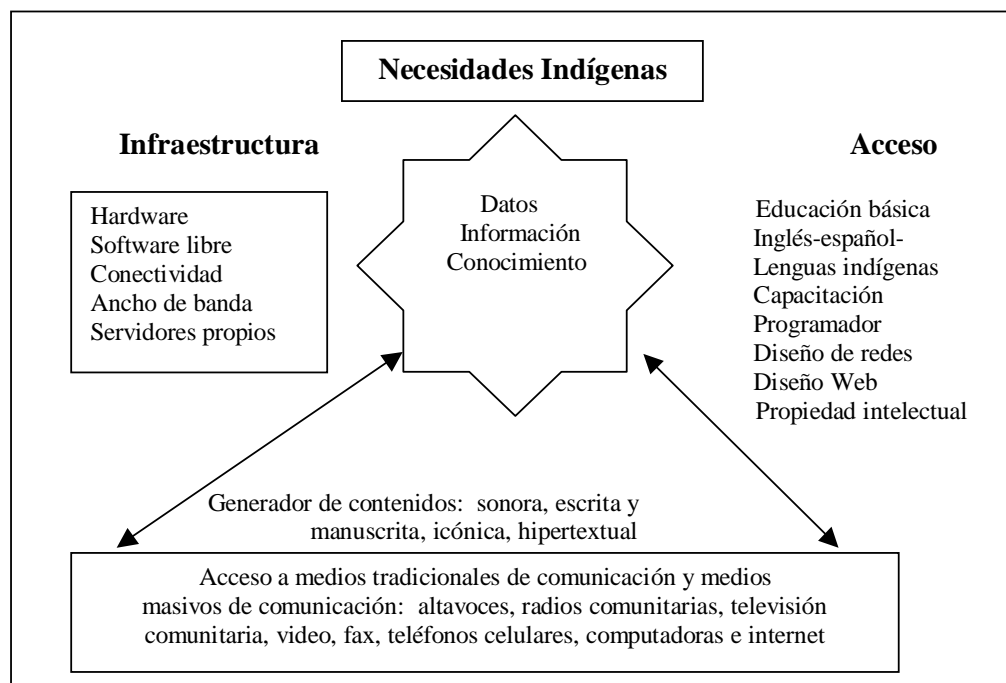 Necesidades Indígenas
Infraestructura
Hardware
Software libre
Conectividad
Ancho de banda
Servidores propios
Datos
Información
Conocimiento
Acceso
Educación básica
Inglés-español-
Lenguas indígenas
Capacitación
Programador
Diseño de redes
Diseño Web
Propiedad intelectual
Generador de contenidos: sonora, escrita y
manuscrita, icónica, hipertextual
Acceso a medios tradicionales de comunicación y medios
masivos de comunicación: altavoces, radios comunitarias, televisión
comunitaria, video, fax, teléfonos celulares, computadoras e internet